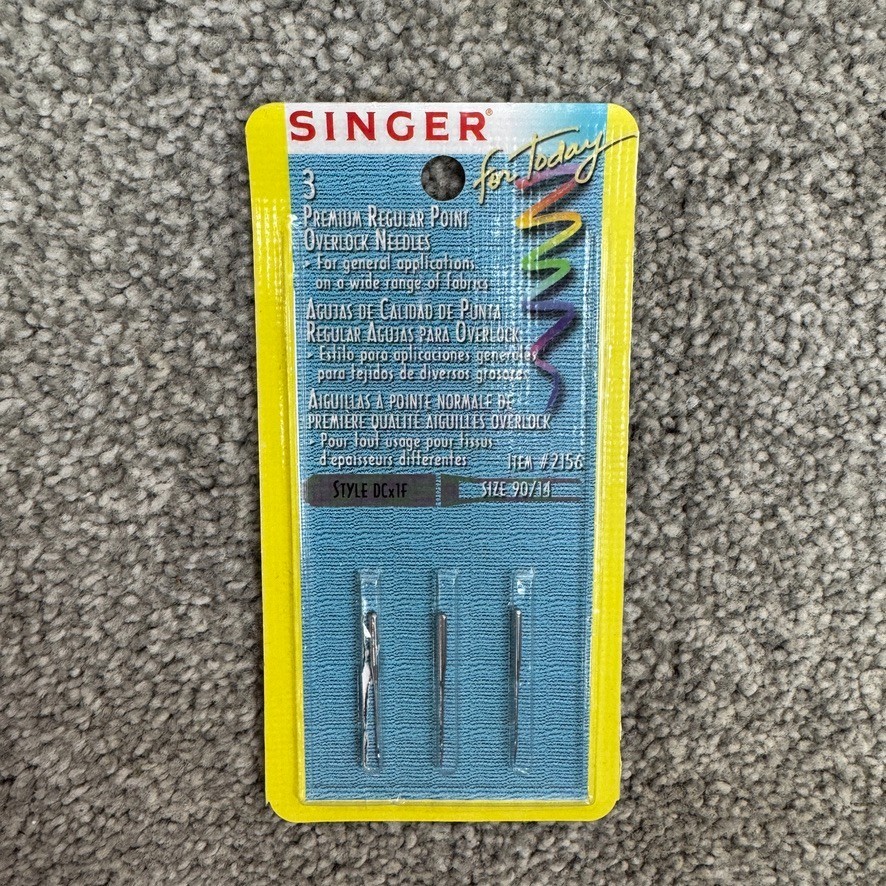 SINGER®
for Today
3
PREMIUM REGULAR POINT
OVERLOCK NEEDLES
• For general applications
on a wide range of fabrics
AGUJAS DE CALIDAD DE PUNTA
REGULAR AGUJAS PARA OVERLOCK
• Estilo para aplicaciones generales
para tejidos de diversos grosores
AIGUILLES À POINTE NORMALE DE
PREMIÈRE QUALITÉ AIGUILLES OVERLOCK
• Pour tout usage pour tissus
d'épaisseurs différentes
ITEM #2156
STYLE DCx1F
SIZE 90/14